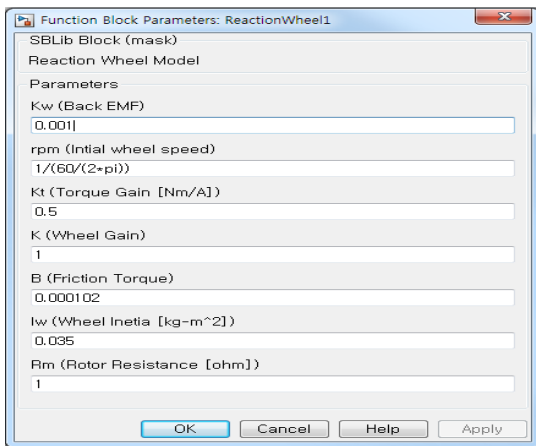 Function Block Parameters: ReactionWheel1
SBLib Block (mask)
Reaction Wheel Model
Parameters
Kw (Back EMF)
0.001
rpm (Intial wheel speed)
1/(60/(2*pi))
Kt (Torque Gain [Nm/A])
0.5
K (Wheel Gain)
1
B (Friction Torque)
0.000102
Iw (Wheel Inetia [kg-m^2])
0.035
Rm (Rotor Resistance [ohm])
1
OK Cancel Help Apply